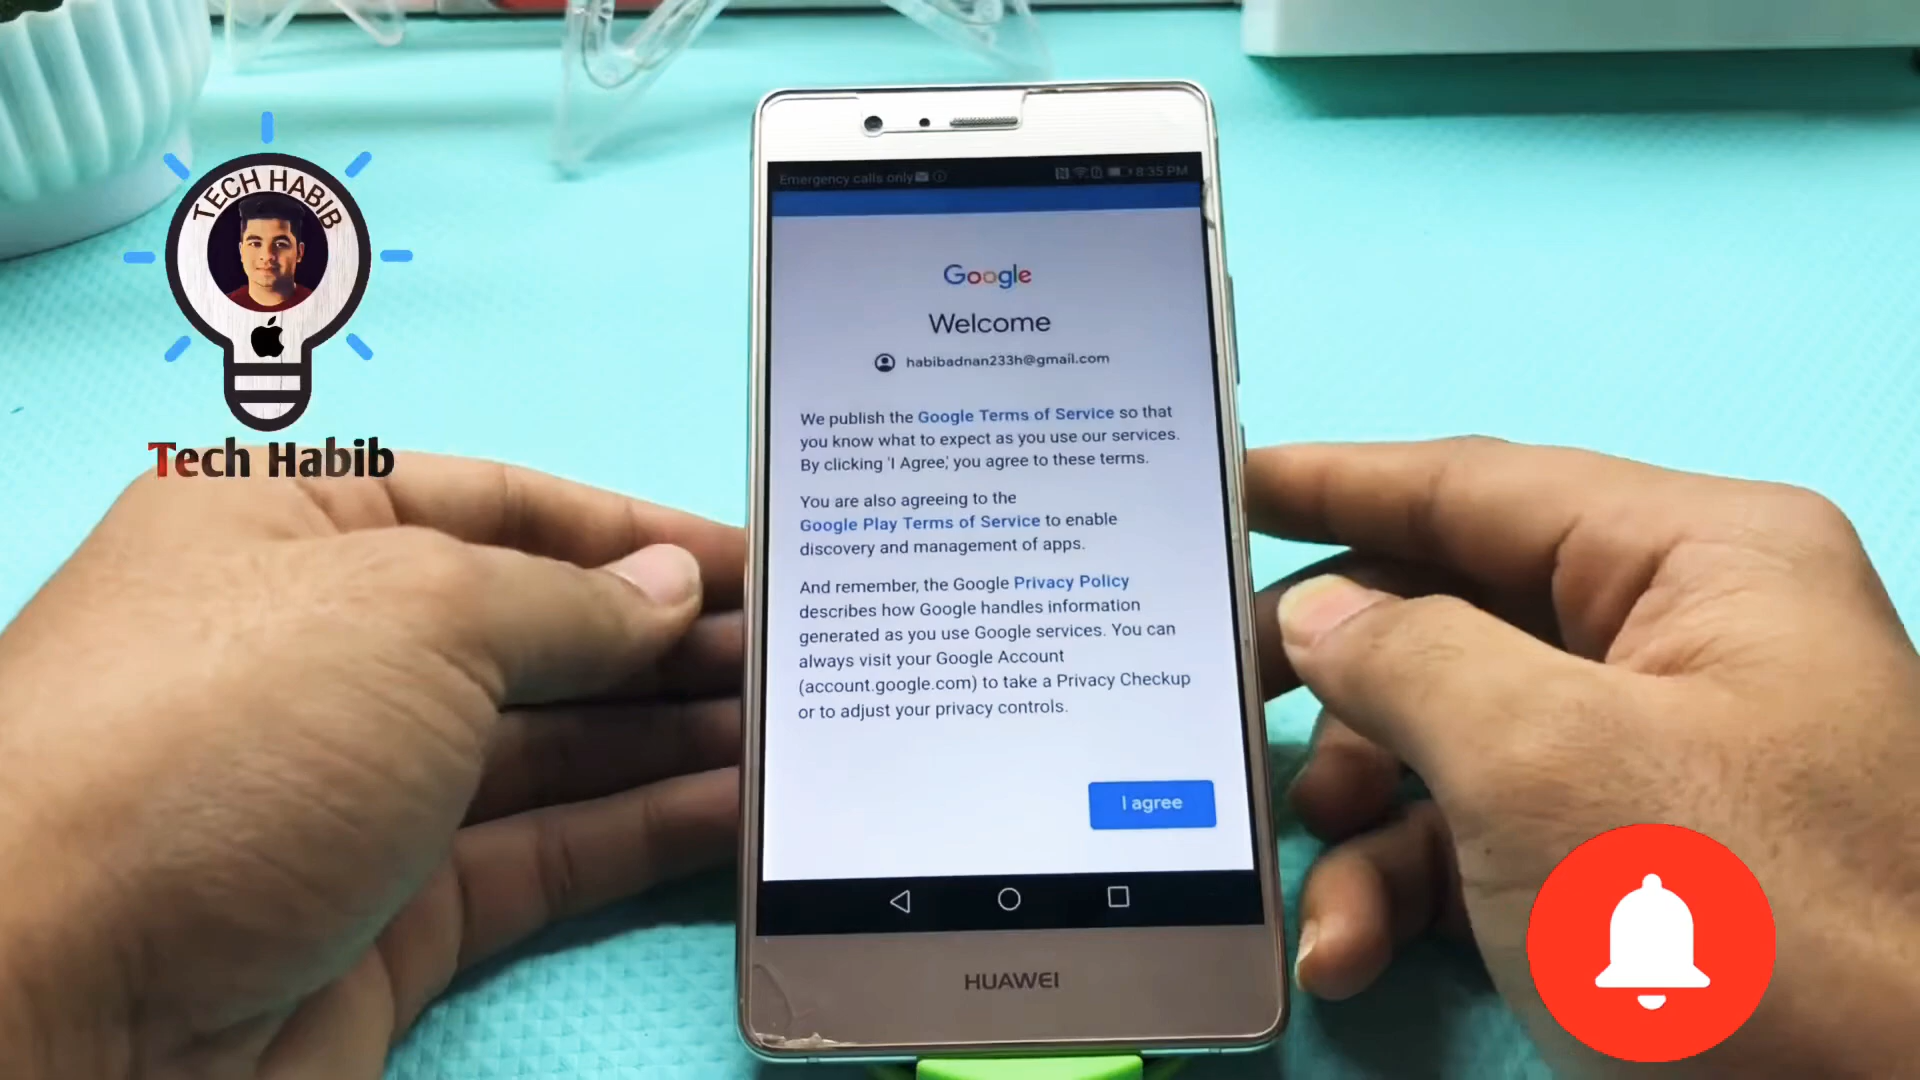 TECH HABIB
Tech Habib
Emergency calls only
8:35 PM
Google
Welcome
habibadnan233h@gmail.com
We publish the Google Terms of Service so that
you know what to expect as you use our services.
By clicking 'I Agree,' you agree to these terms.
You are also agreeing to the
Google Play Terms of Service to enable
discovery and management of apps.
And remember, the Google Privacy Policy
describes how Google handles information
generated as you use Google services. You can
always visit your Google Account
(account.google.com) to take a Privacy Checkup
or to adjust your privacy controls.
I agree
HUAWEI